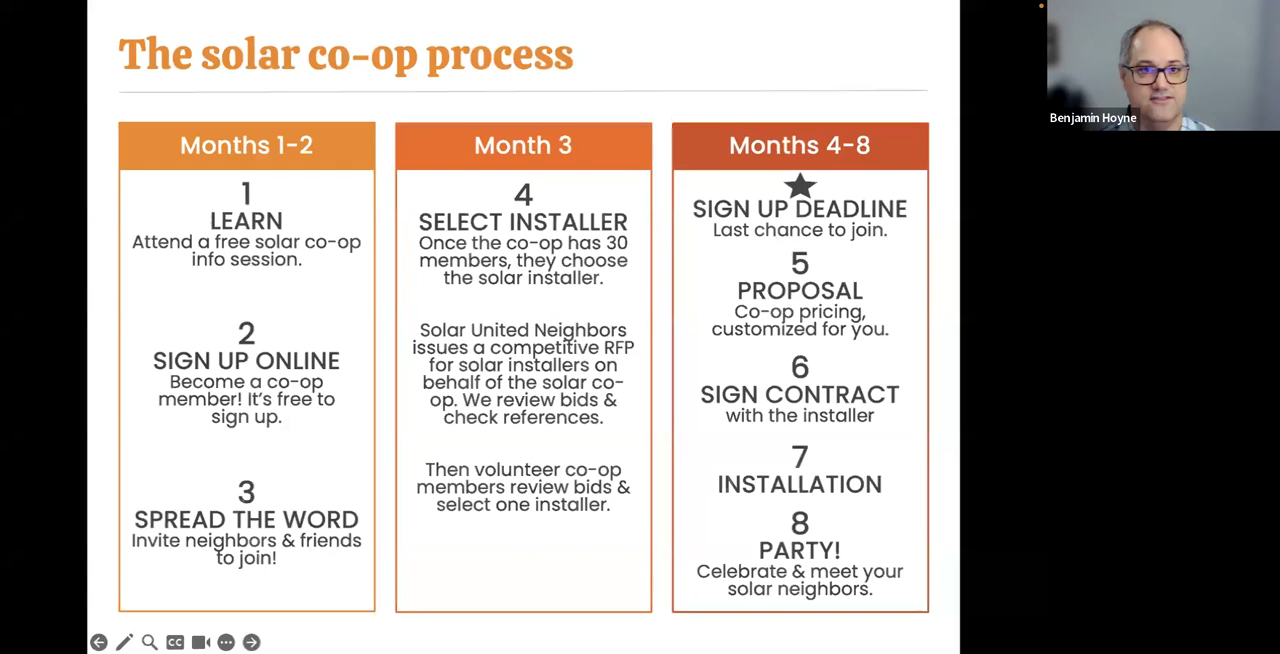 The solar co-op process
Months 1-2
1
LEARN
Attend a free solar co-op
info session.
2
SIGN UP ONLINE
Become a co-op
member! It's free to
sign up.
3
SPREAD THE WORD
Invite neighbors & friends
to join!
Month 3
4
SELECT INSTALLER
Once the co-op has 30
members, they choose
the solar installer.
Solar United Neighbors
issues a competitive RFP
for solar installers on
behalf of the solar co-
op. We review bids &
check references.
Then volunteer co-op
members review bids &
select one installer.
Months 4-8
SIGN UP DEADLINE
Last chance to join.
5
PROPOSAL
Co-op pricing,
customized for you.
6
SIGN CONTRACT
with the installer
7
INSTALLATION
8
PARTY!
Celebrate & meet your
solar neighbors.
CC
Benjamin Hoyne